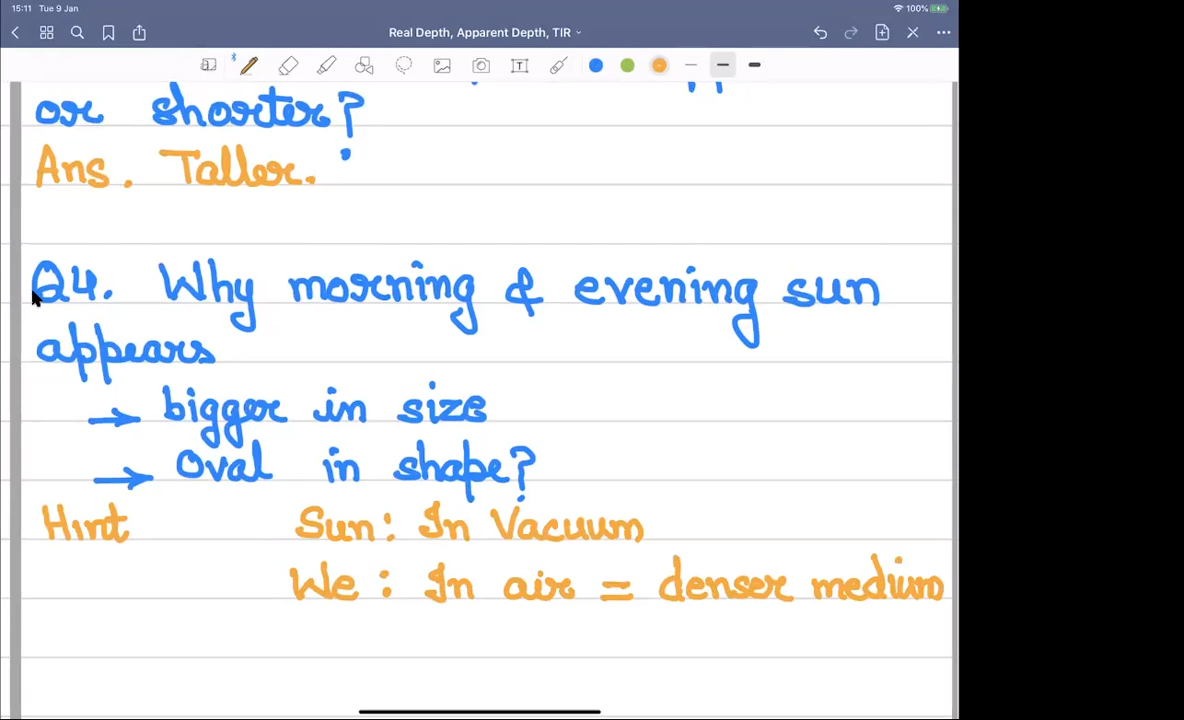 15:11 Tue 9 Jan
100%
Real Depth, Apparent Depth, TIR
or shorter?
Ans. Taller.
Q4. Why morning & evening sun
appears
→ bigger in size
→ Oval in shape?
Hint Sun: In Vacuum
We: In air = denser medium